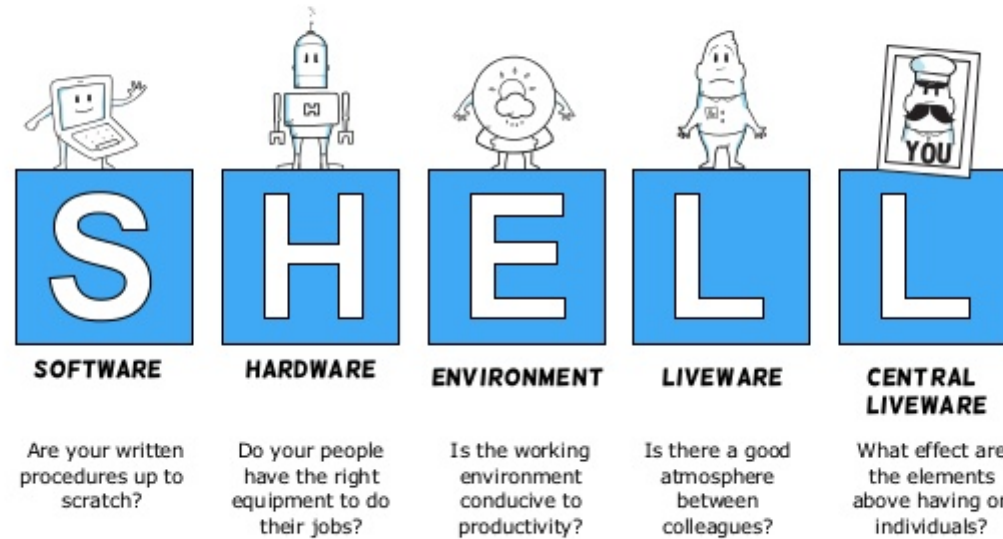 H
YOU
S H E L L
SOFTWARE
HARDWARE
ENVIRONMENT
LIVEWARE
CENTRAL
LIVEWARE
Are your written
procedures up to
scratch?
Do your people
have the right
equipment to do
their jobs?
Is the working
environment
conducive to
productivity?
Is there a good
atmosphere
between
colleagues?
What effect are
the elements
above having on
individuals?